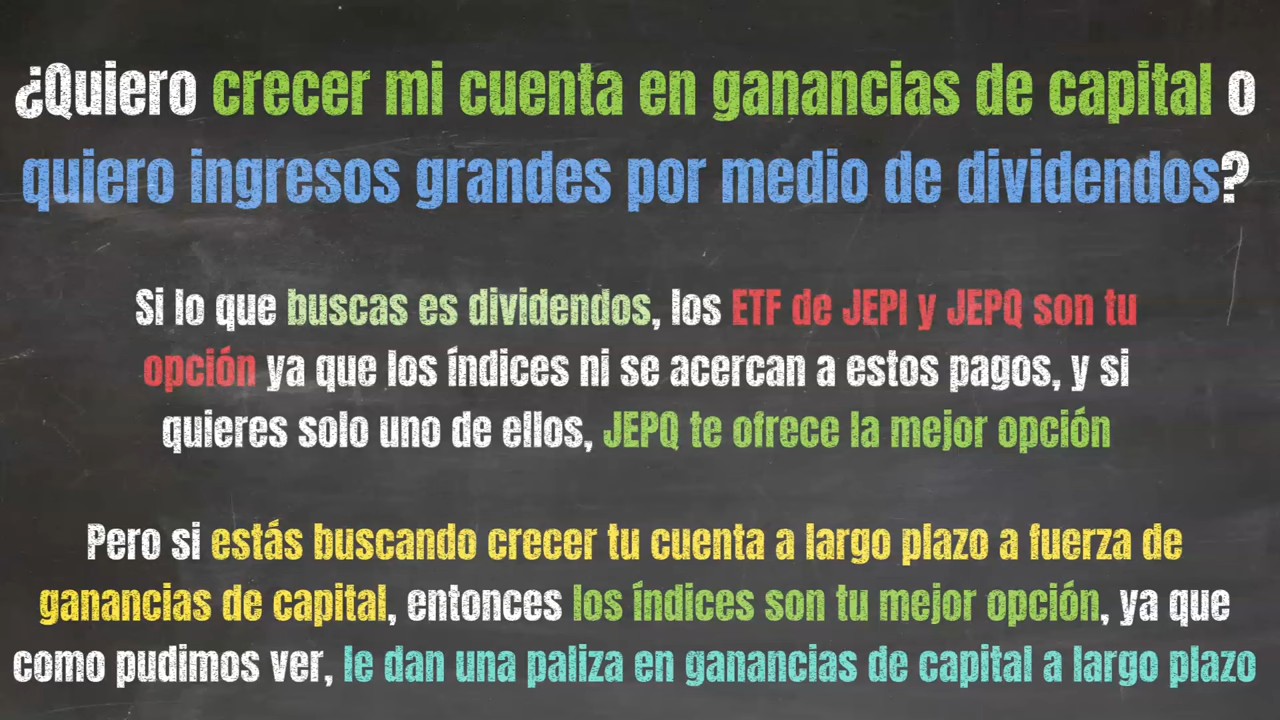 ¿Quiero crecer mi cuenta en ganancias de capital o
quiero ingresos grandes por medio de dividendos?
Si lo que buscas es dividendos, los ETF de JEPI y JEPQ son tu
opción ya que los índices ni se acercan a estos pagos, y si
quieres solo uno de ellos, JEPQ te ofrece la mejor opción
Pero si estás buscando crecer tu cuenta a largo plazo a fuerza de
ganancias de capital, entonces los índices son tu mejor opción, ya que
como pudimos ver, le dan una paliza en ganancias de capital a largo plazo